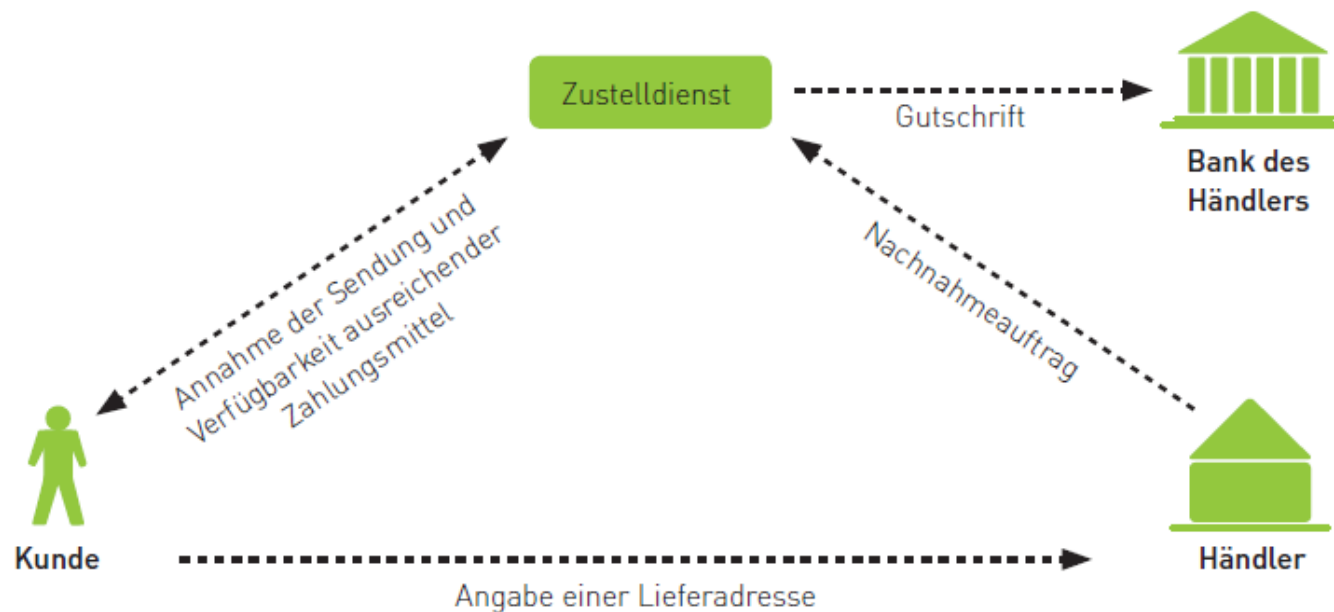 Zustelldienst
Gutschrift
Bank des
Händlers
Annahme der Sendung und
Verfügbarkeit ausreichender
Zahlungsmittel
Nachnahmeauftrag
Kunde
Händler
Angabe einer Lieferadresse